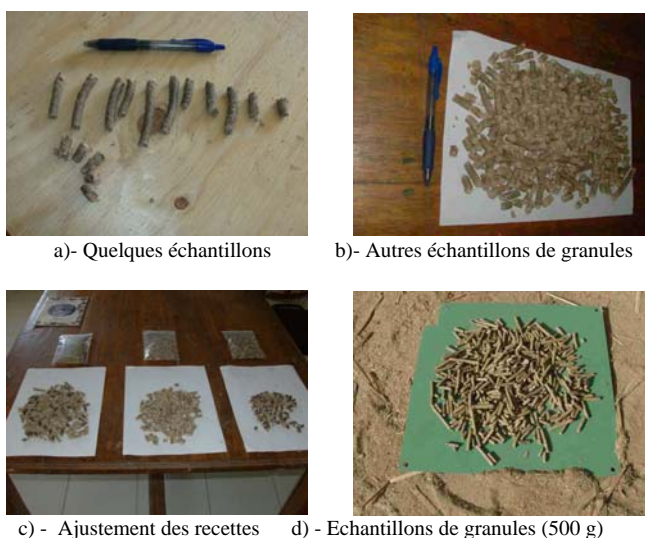 a)- Quelques échantillons
b)- Autres échantillons de granules
c) - Ajustement des recettes
d) - Echantillons de granules (500 g)